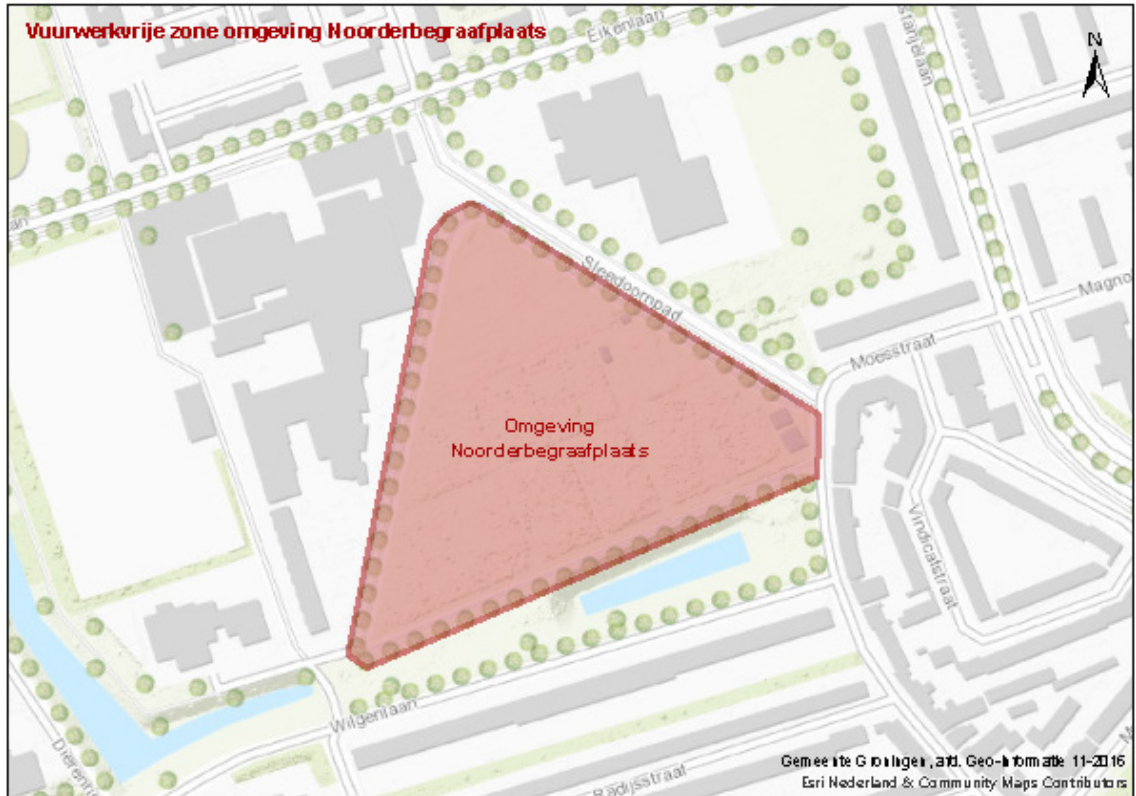 Vuurwerkvrije zone omgeving Noorderbegraafplaats
Eikenlaan
N
Sleedoornpad
Magno
Moesstraat
Omgeving
Noorderbegraafplaats
Vindicatstraat
Wilgenlaan
Dierenri
Radijsstraat
Gemeente Groningen, afd. Geo-Informatie 11-2016
Esri Nederland & Community Maps Contributors